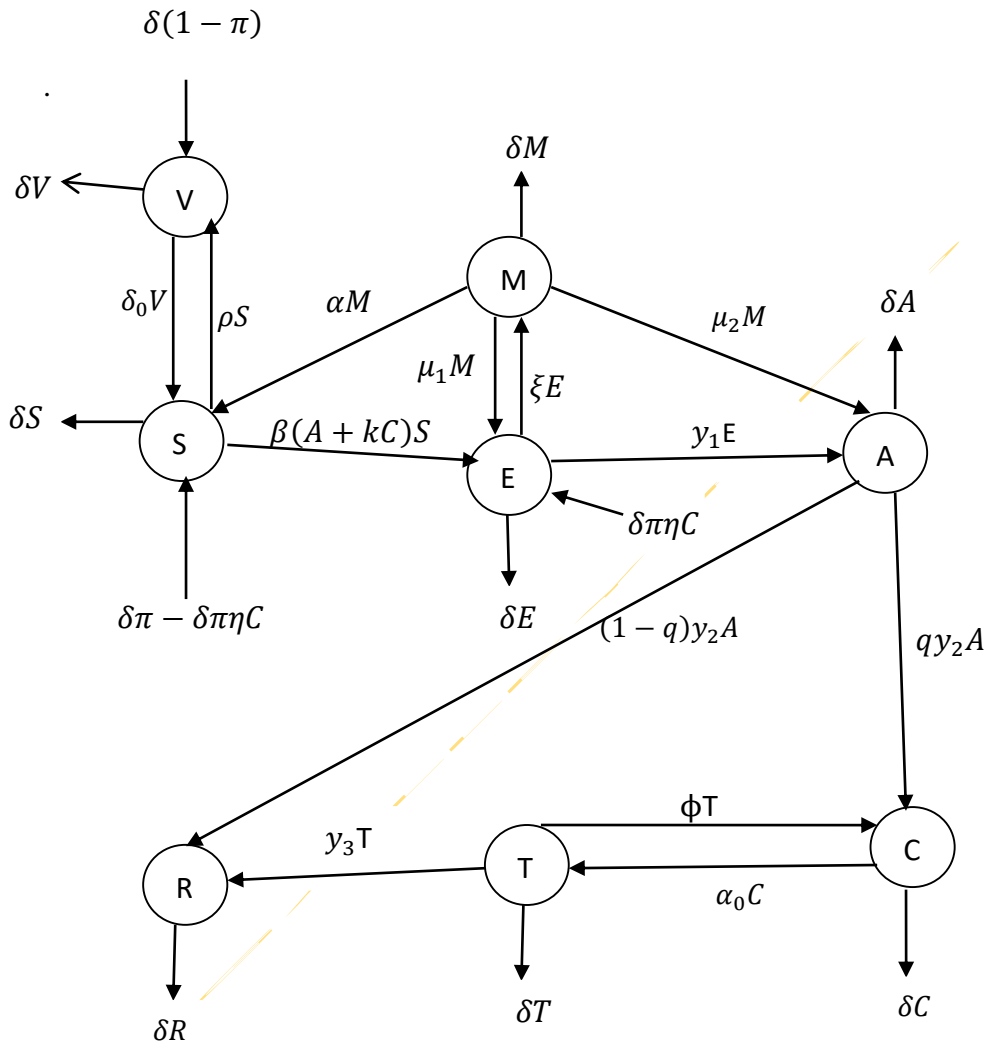 δ(1 − π)
.
δM
δV
V
M
δA
δ₀V
ρS
αM
μ₂M
μ₁M
ξE
δS
S
β(A + kC)S
y₁E
A
E
δπηC
δπ − δπηC
δE
(1 − q)y₂A
qy₂A
ϕT
y₃T
C
T
R
α₀C
δR
δT
δC